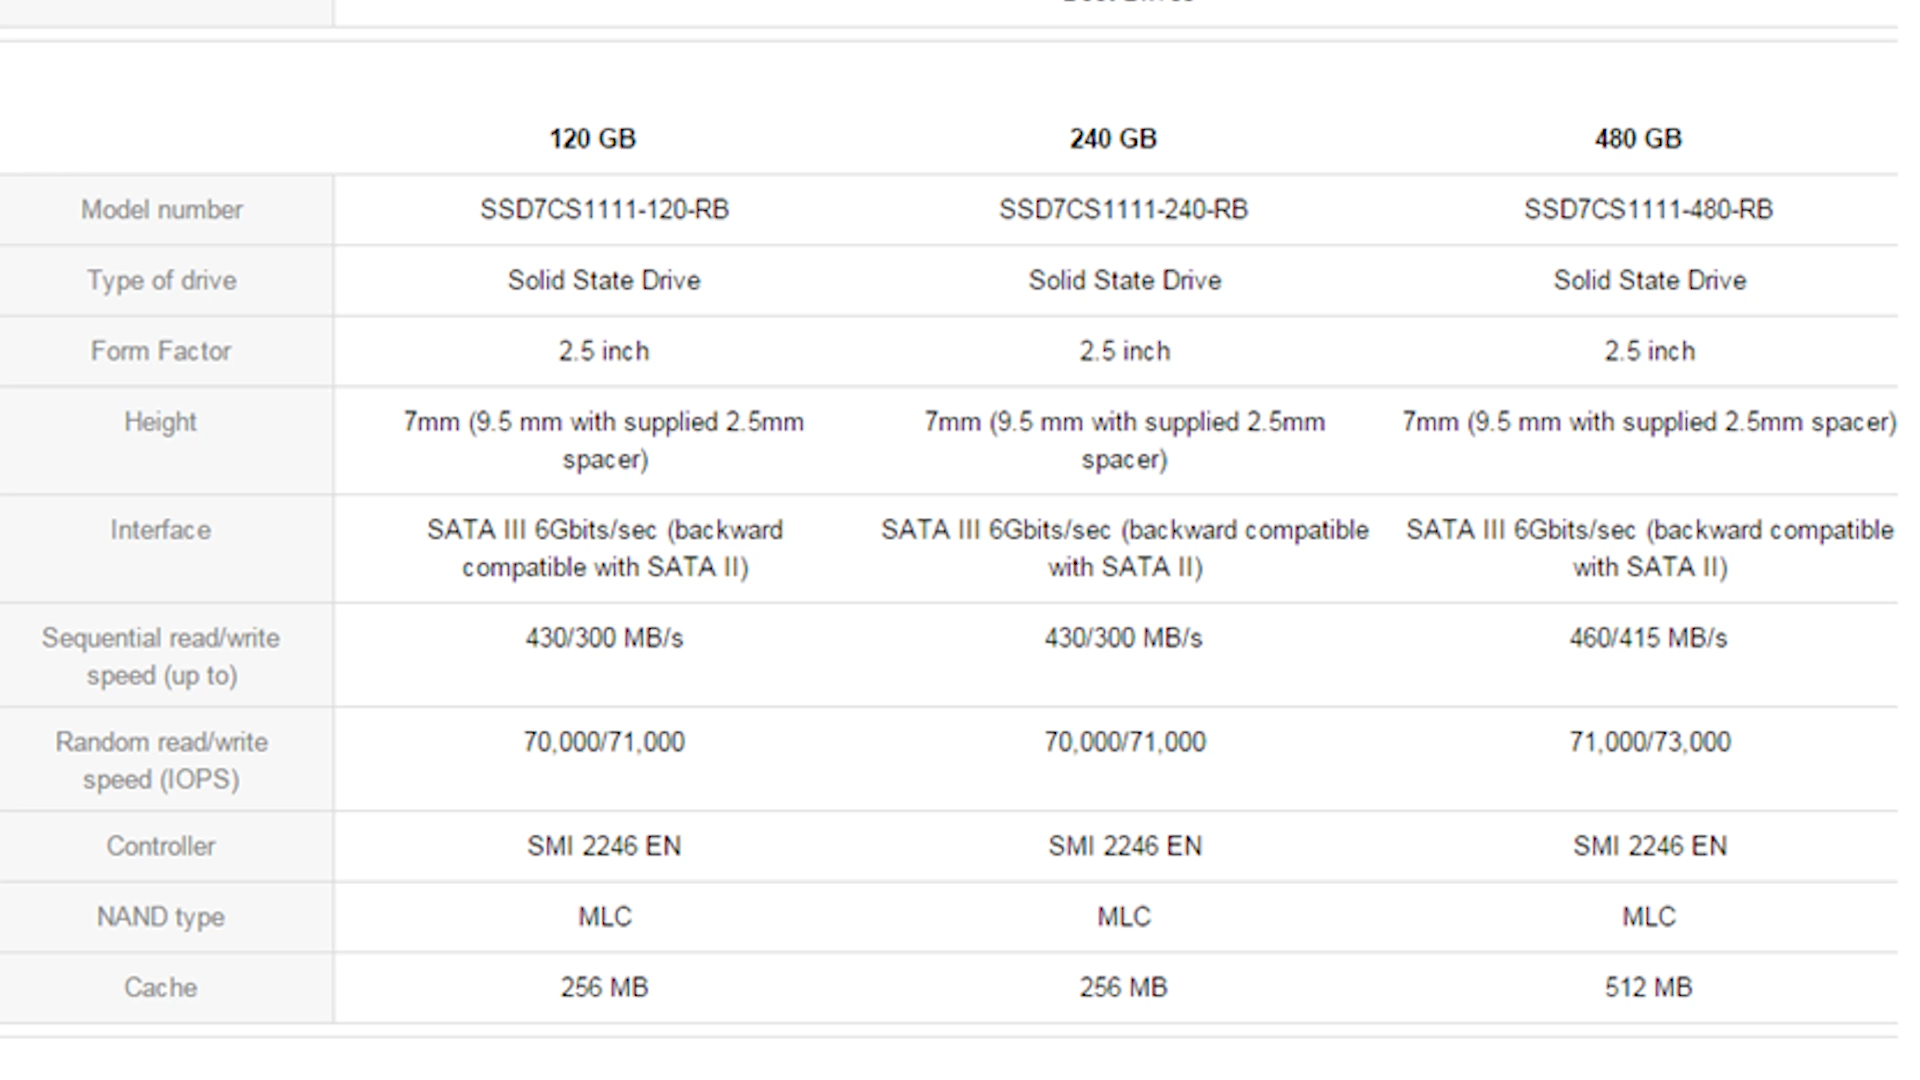 120 GB 240 GB 480 GB
Model number SSD7CS1111-120-RB SSD7CS1111-240-RB SSD7CS1111-480-RB
Type of drive Solid State Drive Solid State Drive Solid State Drive
Form Factor 2.5 inch 2.5 inch 2.5 inch
Height 7mm (9.5 mm with supplied 2.5mm 7mm (9.5 mm with supplied 2.5mm 7mm (9.5 mm with supplied 2.5mm spacer)
spacer) spacer)
Interface SATA III 6Gbits/sec (backward SATA III 6Gbits/sec (backward compatible SATA III 6Gbits/sec (backward compatible
compatible with SATA II) with SATA II) with SATA II)
Sequential read/write 430/300 MB/s 430/300 MB/s 460/415 MB/s
speed (up to)
Random read/write 70,000/71,000 70,000/71,000 71,000/73,000
speed (IOPS)
Controller SMI 2246 EN SMI 2246 EN SMI 2246 EN
NAND type MLC MLC MLC
Cache 256 MB 256 MB 512 MB